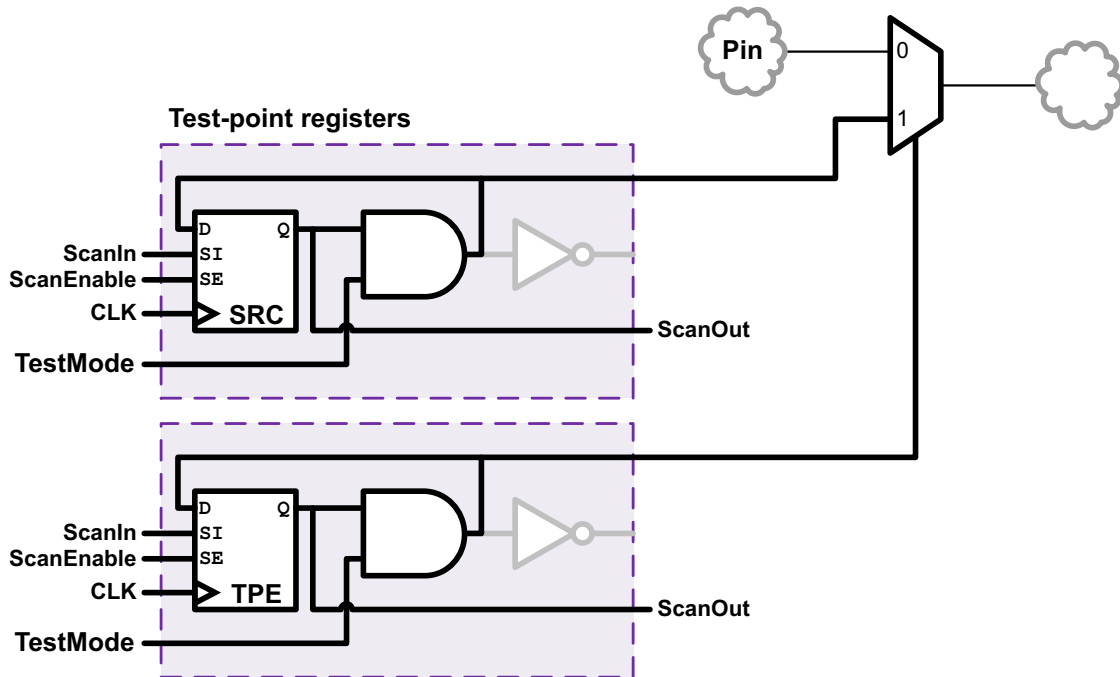 Pin
0
1
Test-point registers
D Q
ScanIn SI
ScanEnable SE
CLK SRC
ScanOut
TestMode
D Q
ScanIn SI
ScanEnable SE
CLK TPE
ScanOut
TestMode